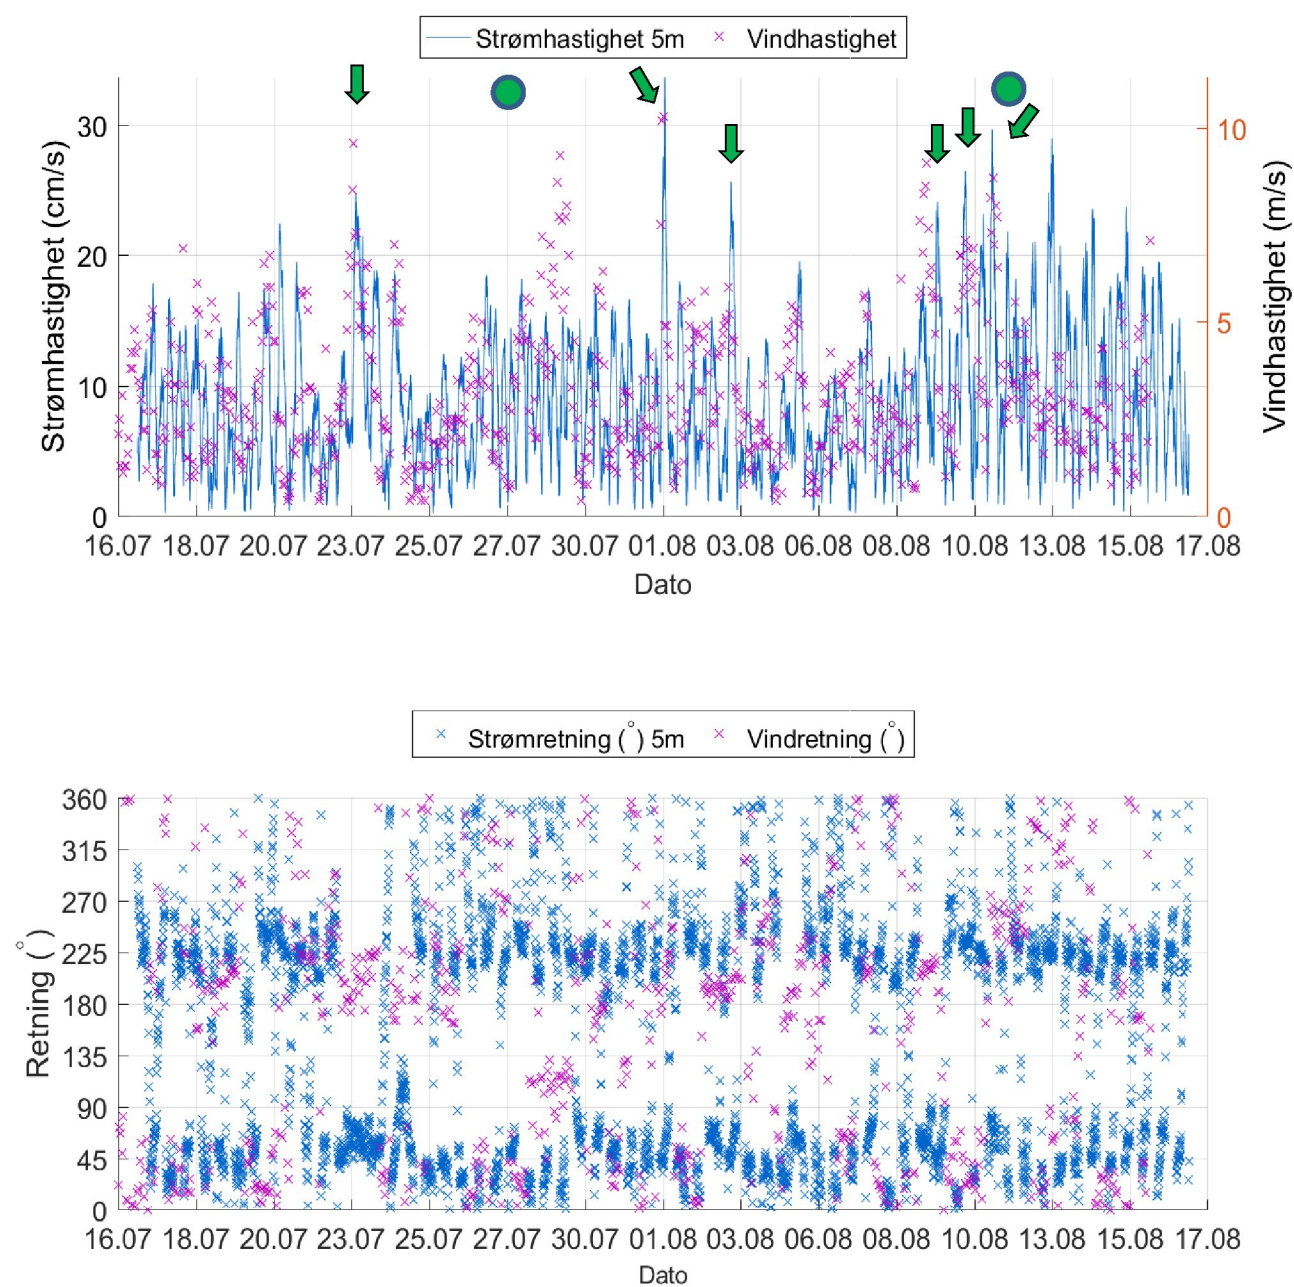 Strømhastighet 5m Vindhastighet
Strømhastighet (cm/s)
30
20
10
0
10
5
0
Vindhastighet (m/s)
16.07 18.07 20.07 23.07 25.07 27.07 30.07 01.08 03.08 06.08 08.08 10.08 13.08 15.08 17.08
Dato
Strømretning (°) 5m Vindretning (°)
Retning (°)
360
315
270
225
180
135
90
45
0
16.07 18.07 20.07 23.07 25.07 27.07 30.07 01.08 03.08 06.08 08.08 10.08 13.08 15.08 17.08
Dato